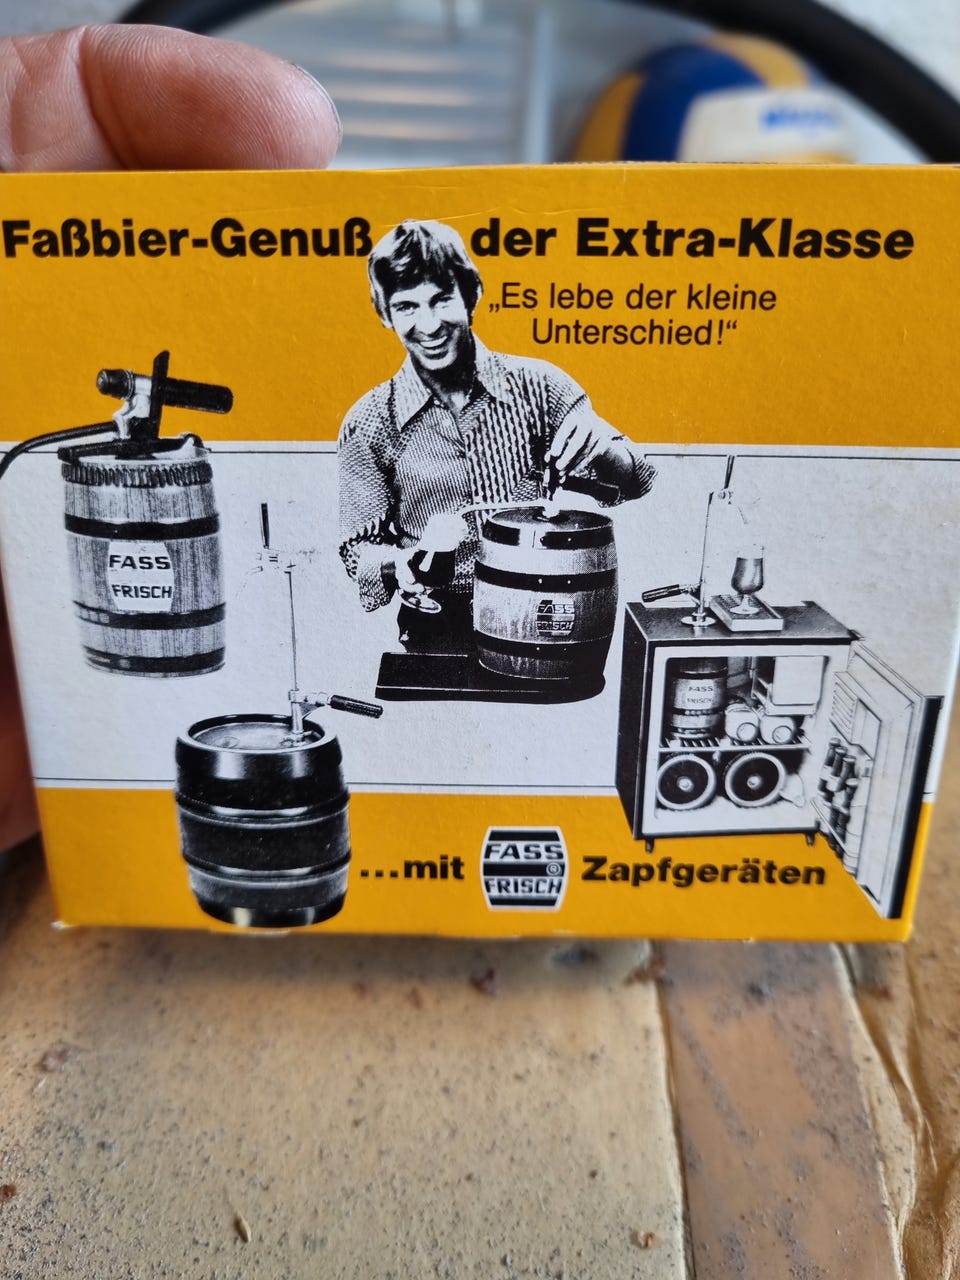 Faßbier-Genuß der Extra-Klasse
„Es lebe der kleine
Unterschied!“
FASS
FRISCH
FASS
FRISCH
FASS
FRISCH
...mit FASS ® FRISCH Zapfgeräten